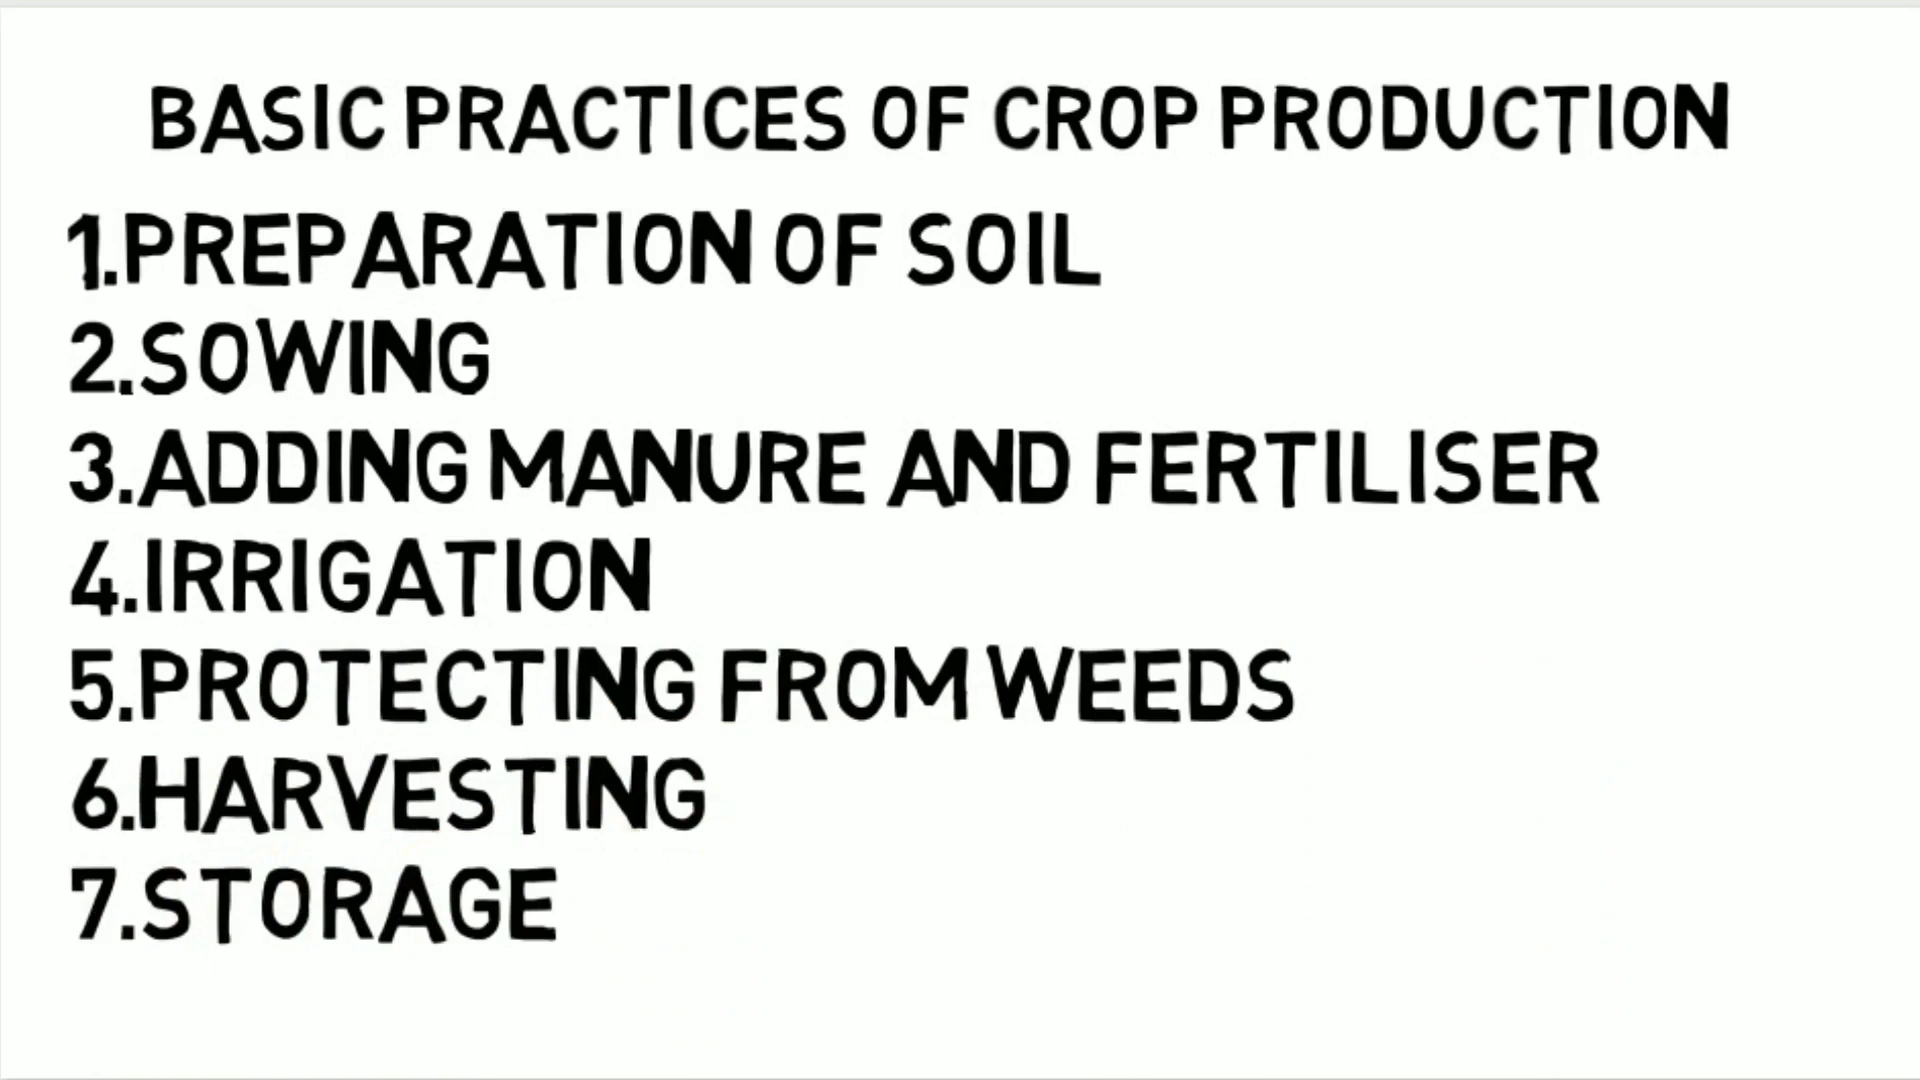 BASIC PRACTICES OF CROP PRODUCTION
1.PREPARATION OF SOIL
2.SOWING
3.ADDING MANURE AND FERTILISER
4.IRRIGATION
5.PROTECTING FROM WEEDS
6.HARVESTING
7.STORAGE